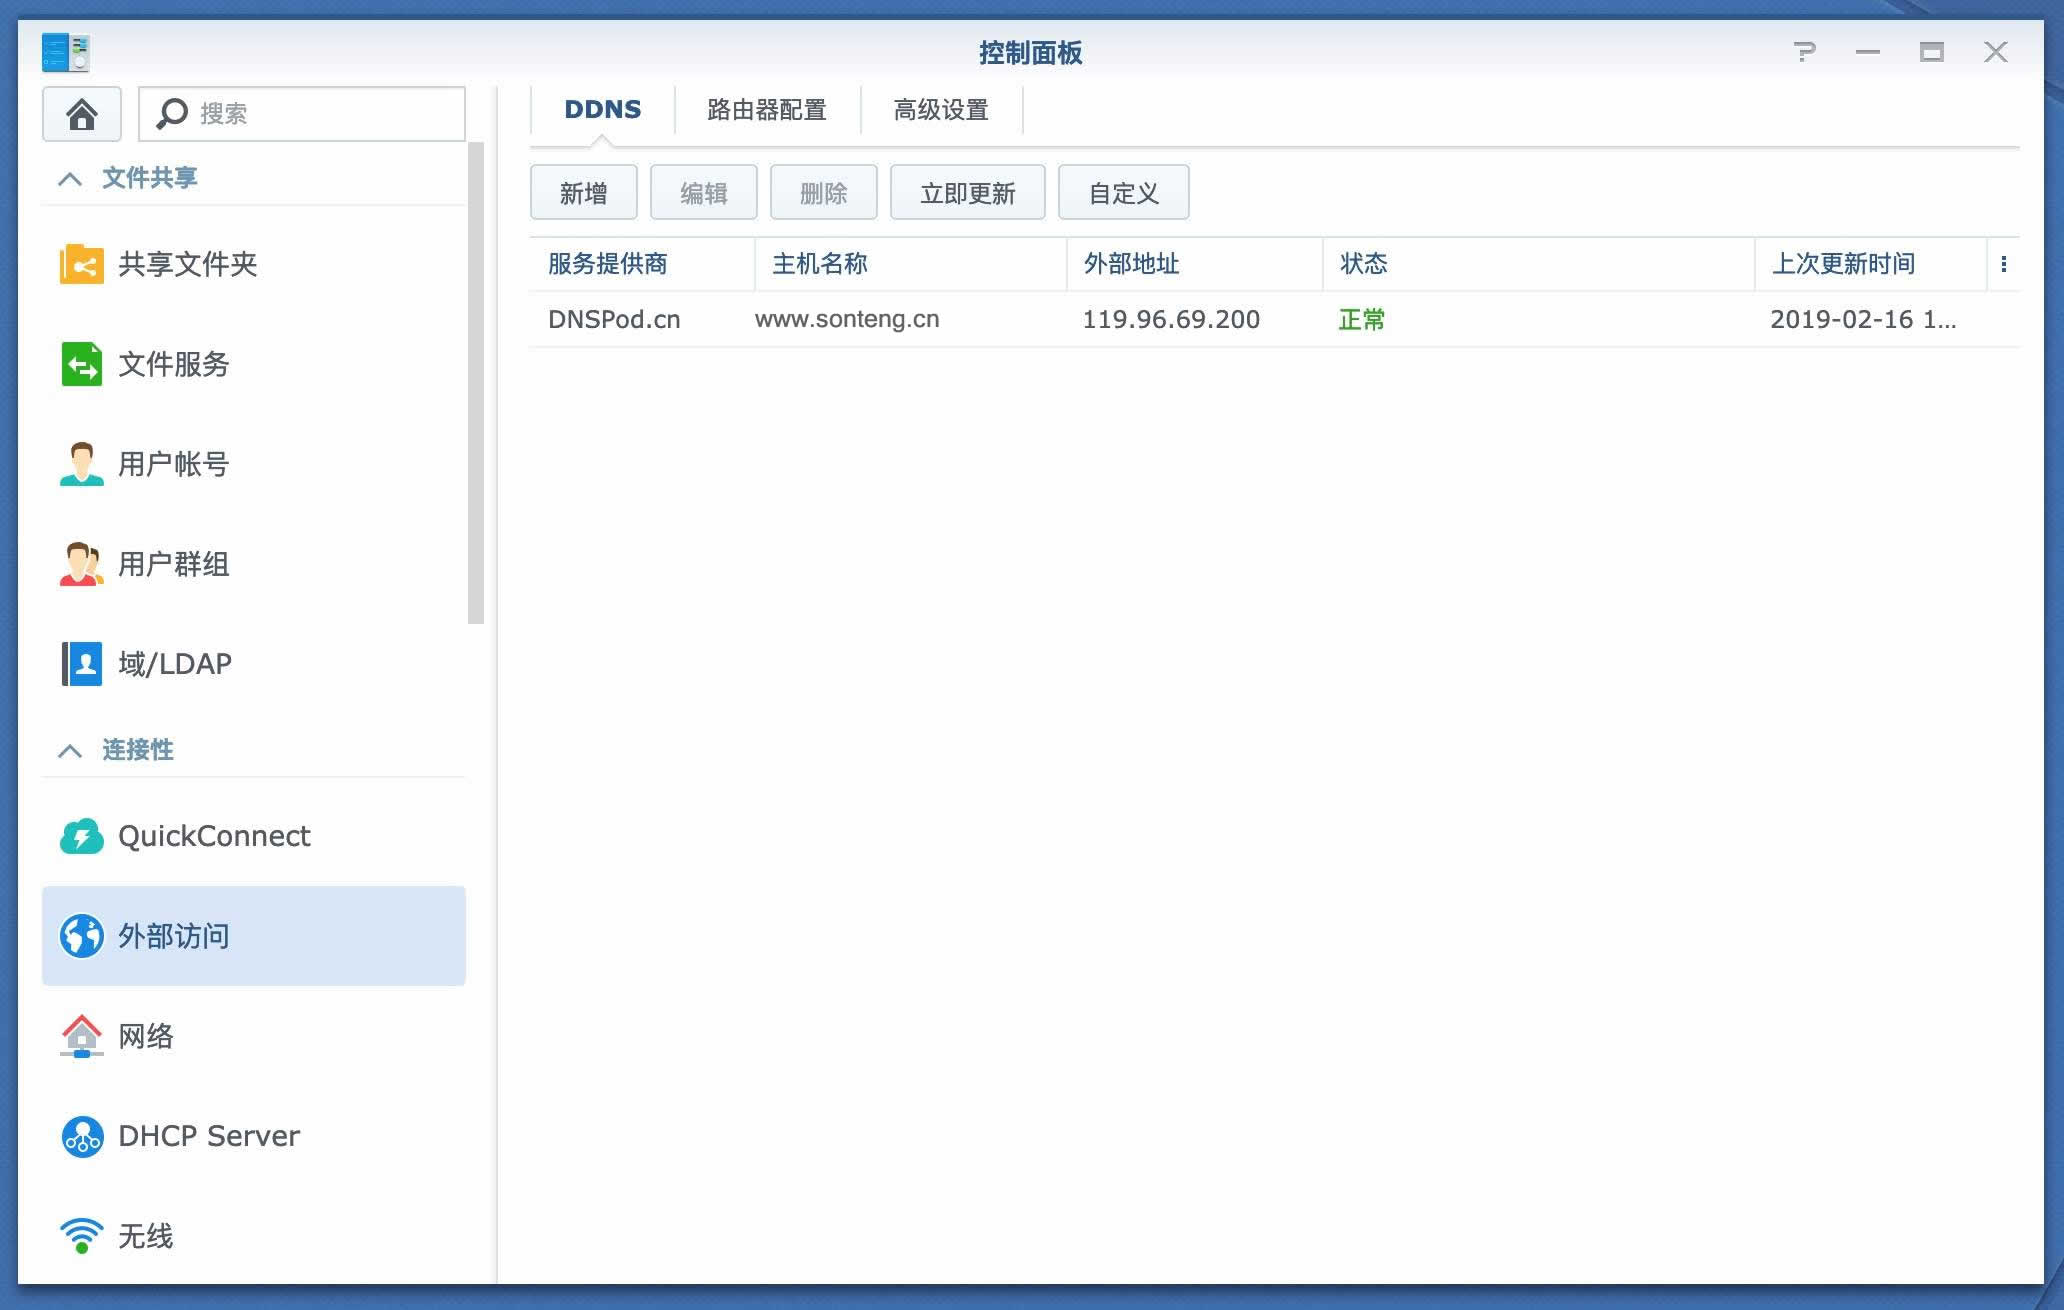 控制面板
搜索
文件共享
共享文件夹
文件服务
用户帐号
用户群组
域/LDAP
连接性
QuickConnect
外部访问
网络
DHCP Server
无线
DDNS 路由器配置 高级设置
新增 编辑 删除 立即更新 自定义
服务提供商 主机名称 外部地址 状态 上次更新时间
DNSPod.cn www.sonteng.cn 119.96.69.200 正常 2019-02-16 1...